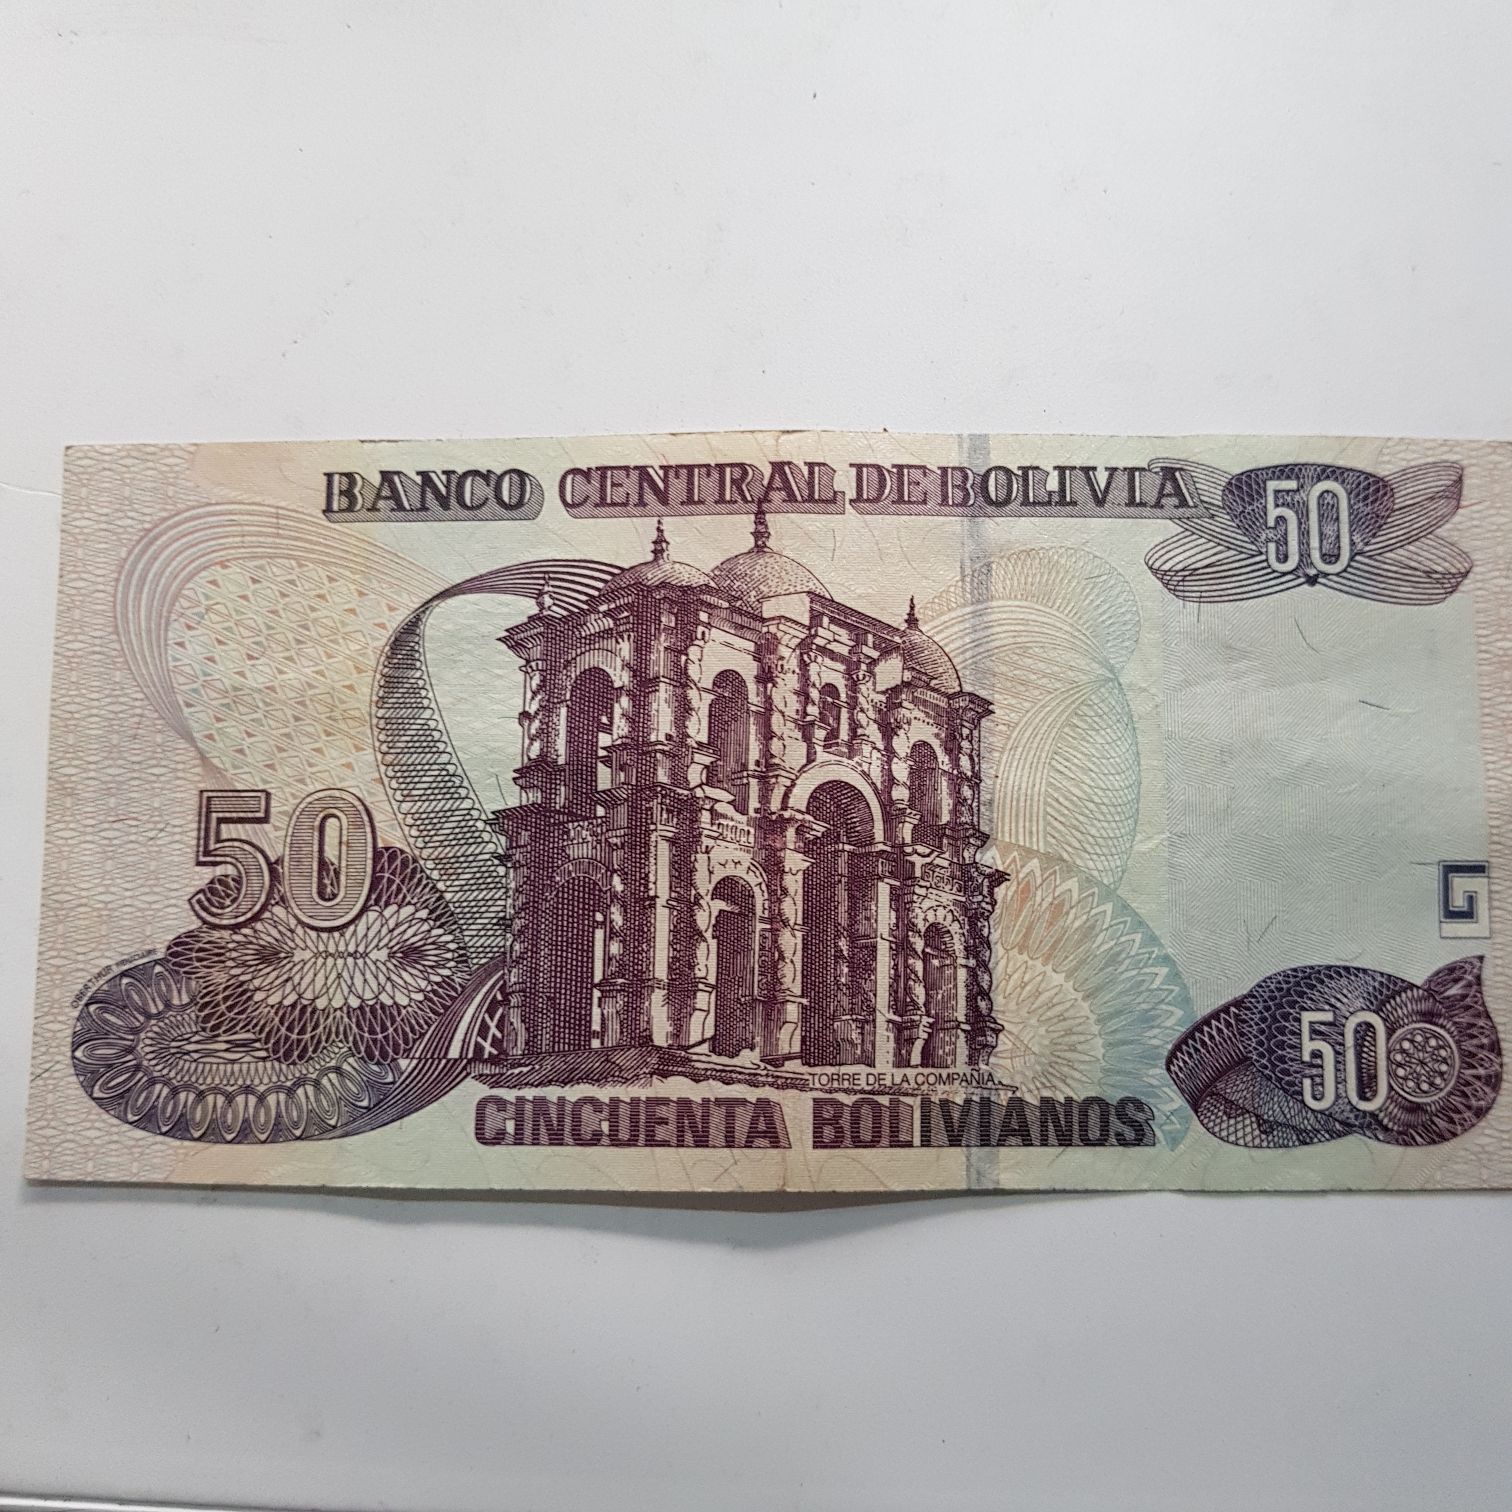 BANCO CENTRAL DE BOLIVIA
50
50
50
TORRE DE LA COMPAÑIA
CINCUENTA BOLIVIANOS